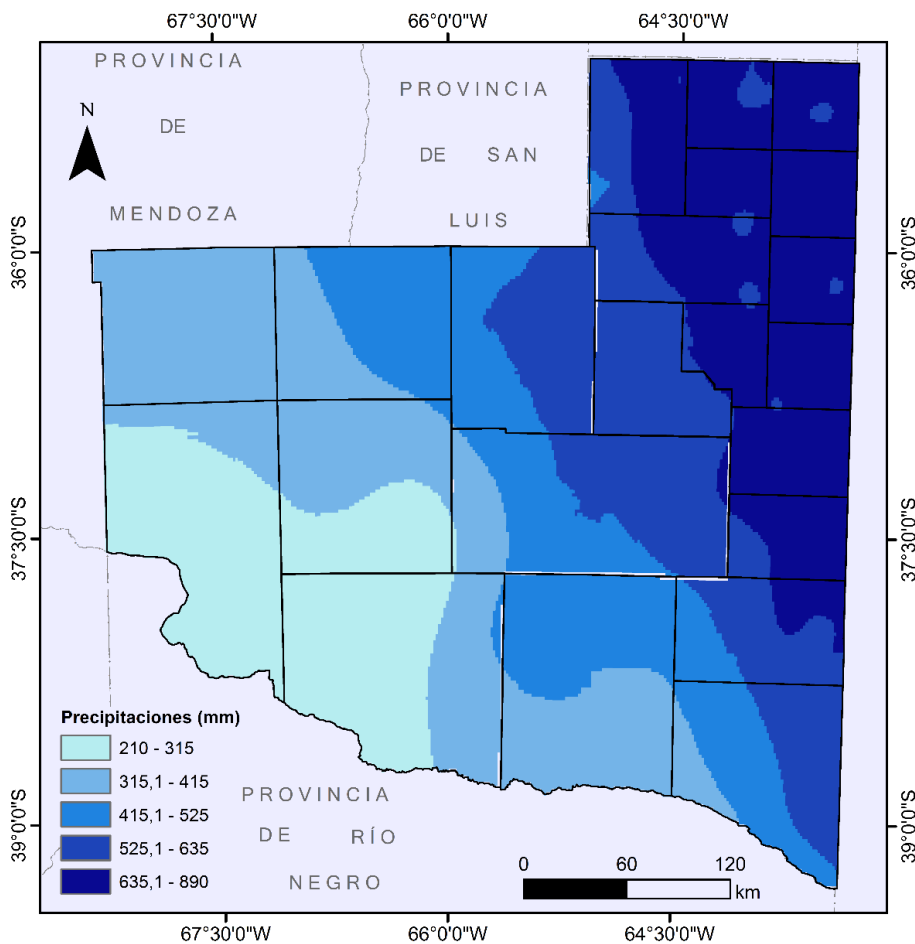 67°30'0"W 66°0'0"W 64°30'0"W
PROVINCIA
DE
MENDOZA
PROVINCIA
DE SAN
LUIS
N
36°0'0"S
36°0'0"S
37°30'0"S
37°30'0"S
39°0'0"S
39°0'0"S
Precipitaciones (mm)
210 - 315
315,1 - 415
415,1 - 525
525,1 - 635
635,1 - 890
PROVINCIA
DE RÍO
NEGRO
0 60 120
km
67°30'0"W 66°0'0"W 64°30'0"W